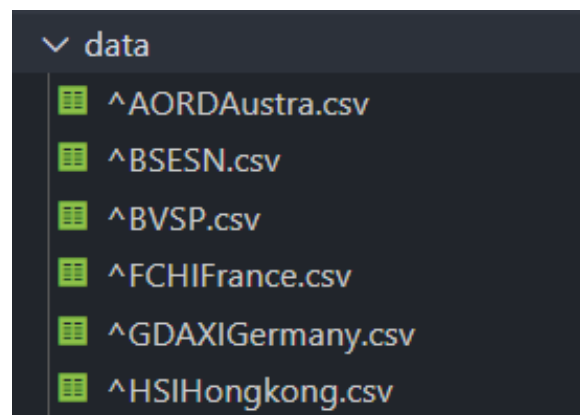 data
^AORDAustra.csv
^BSESN.csv
^BVSP.csv
^FCHIFrance.csv
^GDAXIGermany.csv
^HSIHongkong.csv